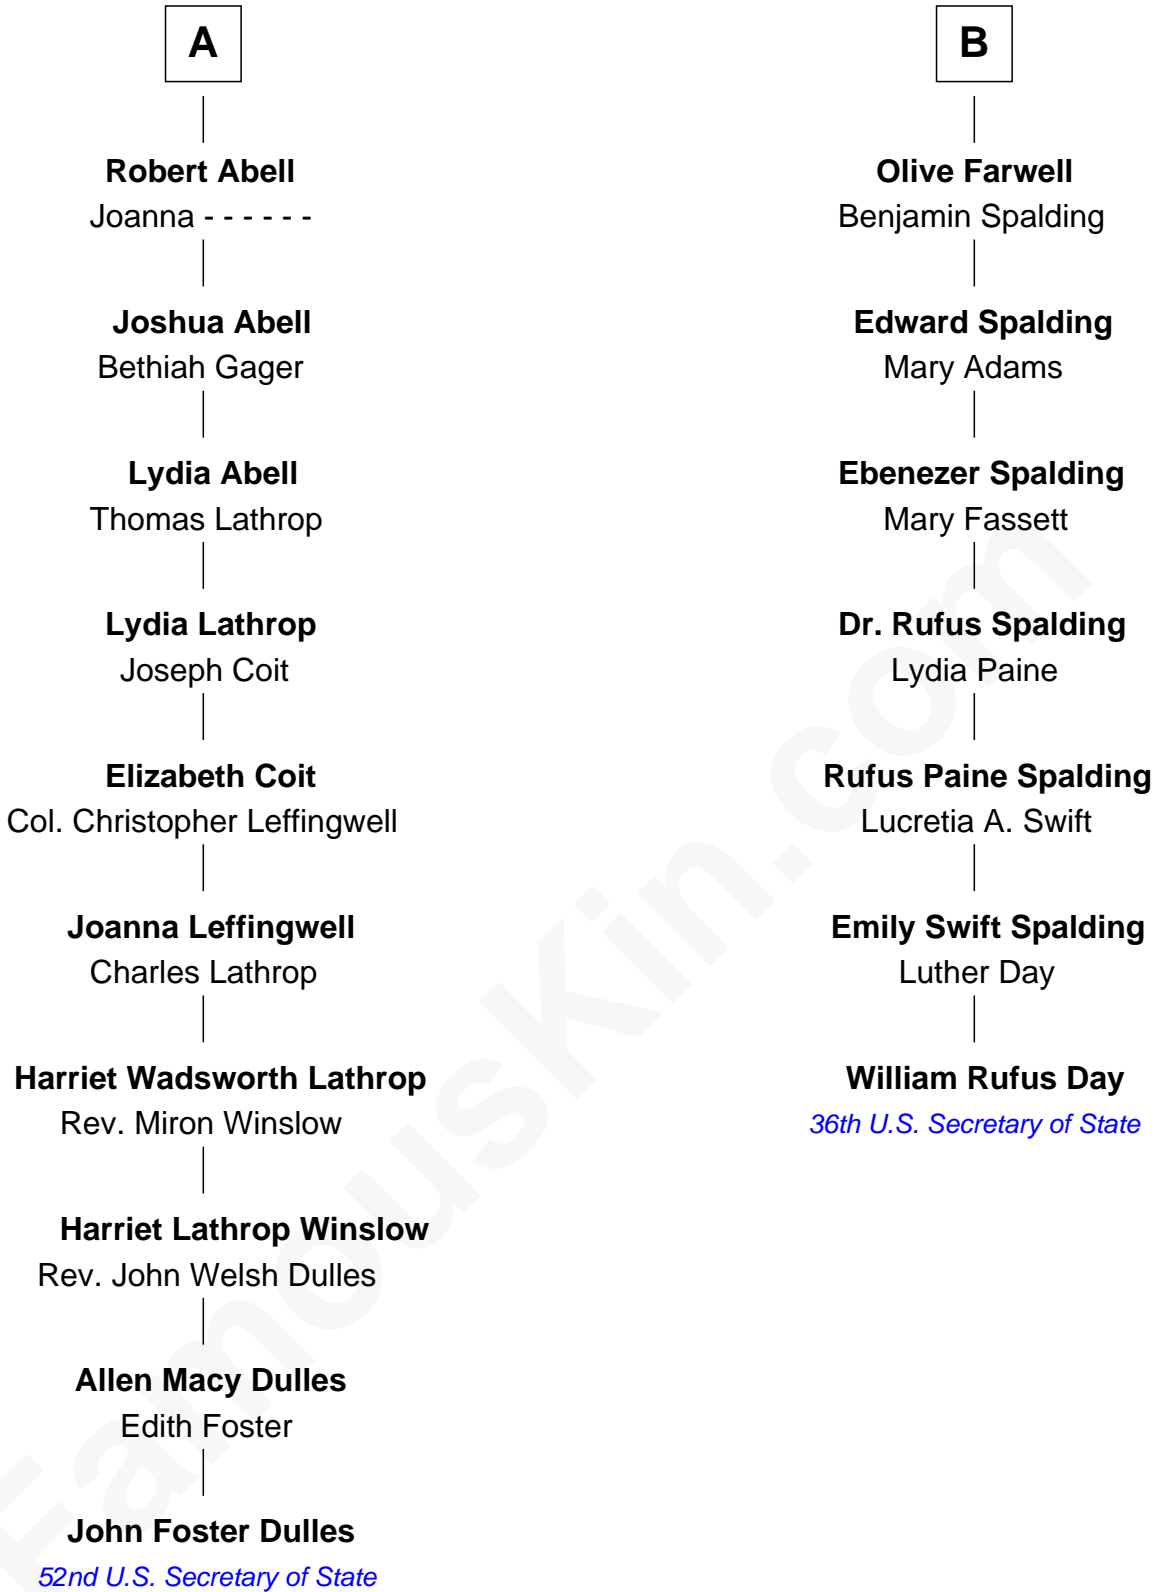 A
Robert Abell
Joanna - - - - - -
Joshua Abell
Bethiah Gager
Lydia Abell
Thomas Lathrop
Lydia Lathrop
Joseph Coit
Elizabeth Coit
Col. Christopher Leffingwell
Joanna Leffingwell
Charles Lathrop
Harriet Wadsworth Lathrop
Rev. Miron Winslow
Harriet Lathrop Winslow
Rev. John Welsh Dulles
Allen Macy Dulles
Edith Foster
John Foster Dulles
52nd U.S. Secretary of State
B
Olive Farwell
Benjamin Spalding
Edward Spalding
Mary Adams
Ebenezer Spalding
Mary Fassett
Dr. Rufus Spalding
Lydia Paine
Rufus Paine Spalding
Lucretia A. Swift
Emily Swift Spalding
Luther Day
William Rufus Day
36th U.S. Secretary of State
FamousKin.com